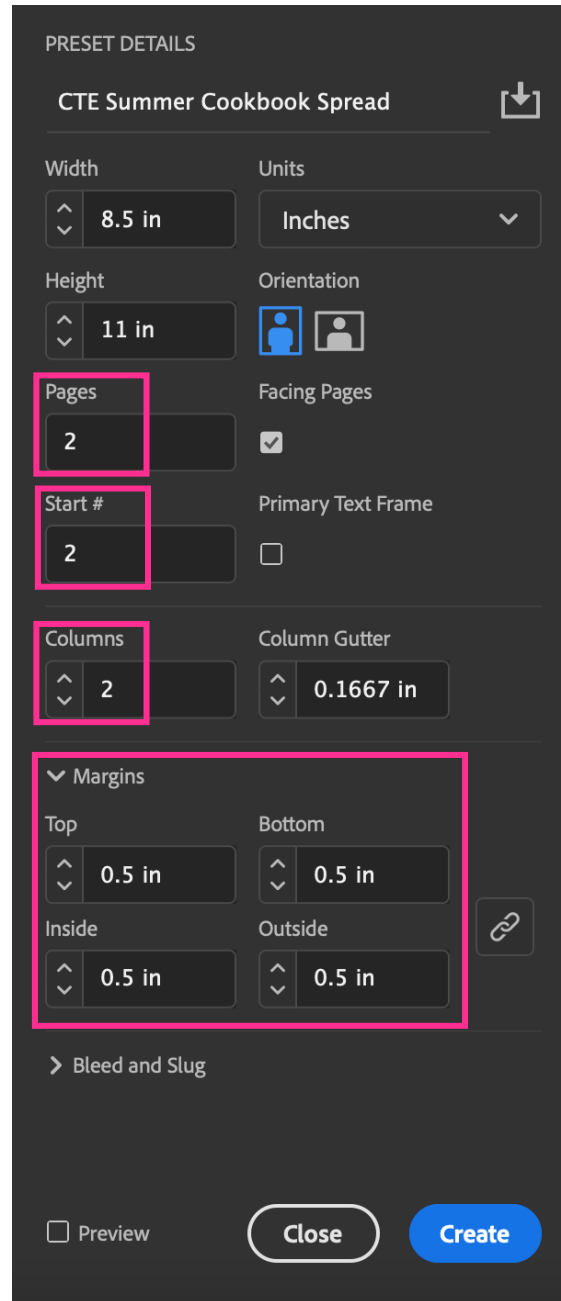 PRESET DETAILS
CTE Summer Cookbook Spread
Width Units
8.5 in Inches
Height Orientation
11 in
Pages Facing Pages
2
Start # Primary Text Frame
2
Columns Column Gutter
2 0.1667 in
Margins
Top Bottom
0.5 in 0.5 in
Inside Outside
0.5 in 0.5 in
Bleed and Slug
Preview Close Create